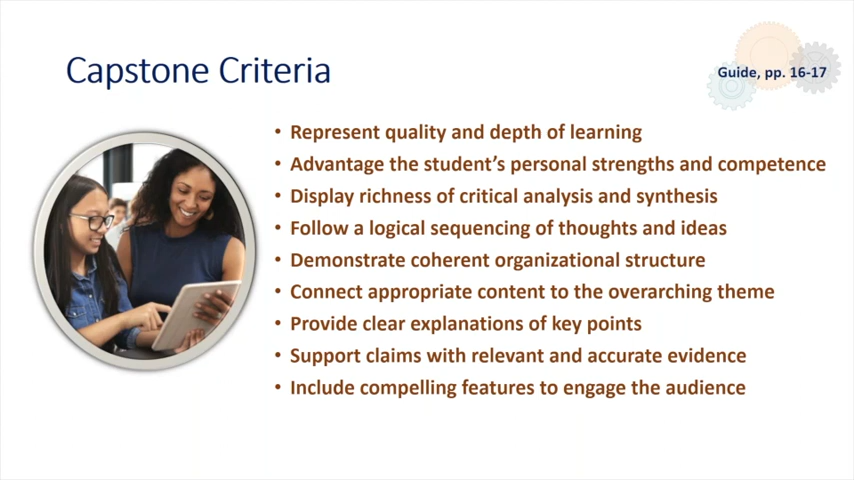 Capstone Criteria
Guide, pp. 16-17
• Represent quality and depth of learning
• Advantage the student’s personal strengths and competence
• Display richness of critical analysis and synthesis
• Follow a logical sequencing of thoughts and ideas
• Demonstrate coherent organizational structure
• Connect appropriate content to the overarching theme
• Provide clear explanations of key points
• Support claims with relevant and accurate evidence
• Include compelling features to engage the audience